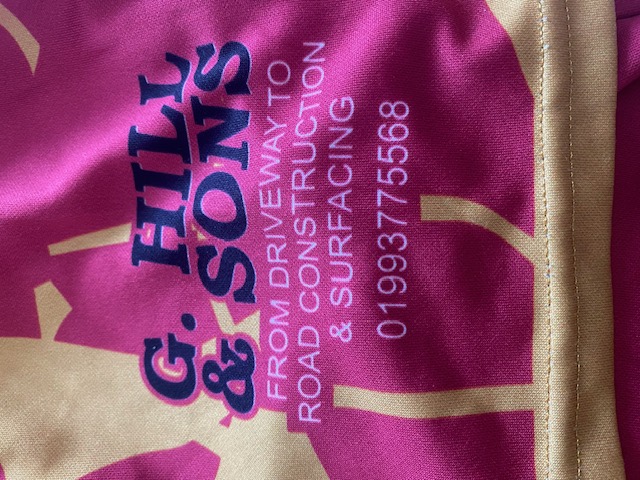 G. HILL
& SONS
FROM DRIVEWAY TO
ROAD CONSTRUCTION
& SURFACING
01993775568